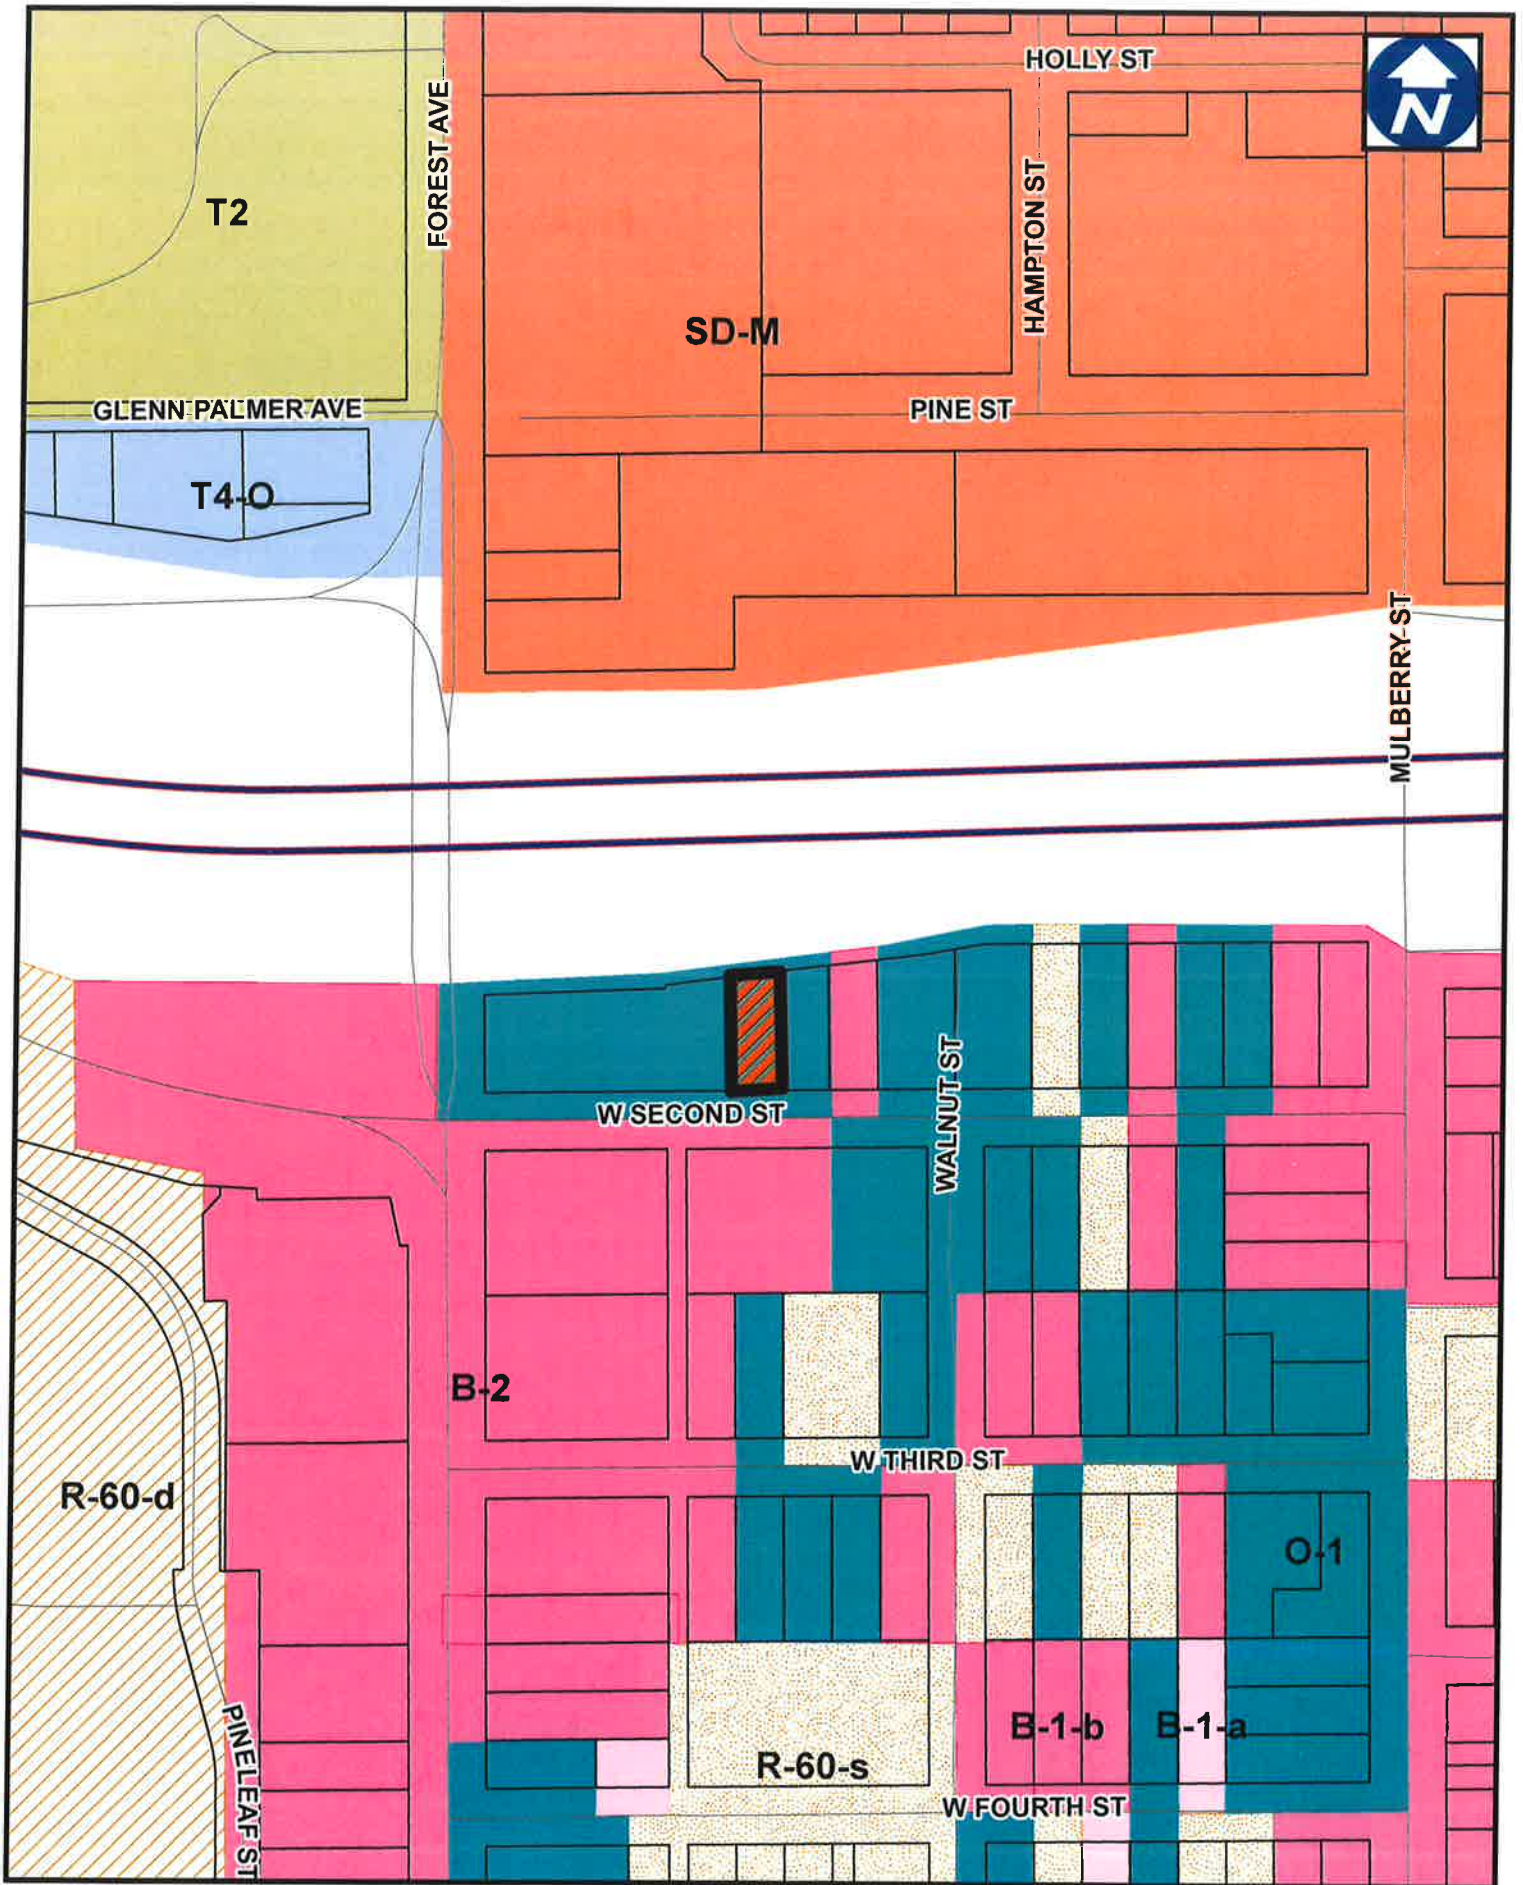 HOLLY ST
N
FOREST AVE
T2
HAMPTON ST
SD-M
GLENN PALMER AVE
PINE ST
T4-O
MULBERRY ST
W SECOND ST
WALNUT ST
B-2
W THIRD ST
R-60-d
O-1
PINELEAF ST
B-1-b
B-1-a
R-60-s
W FOURTH ST